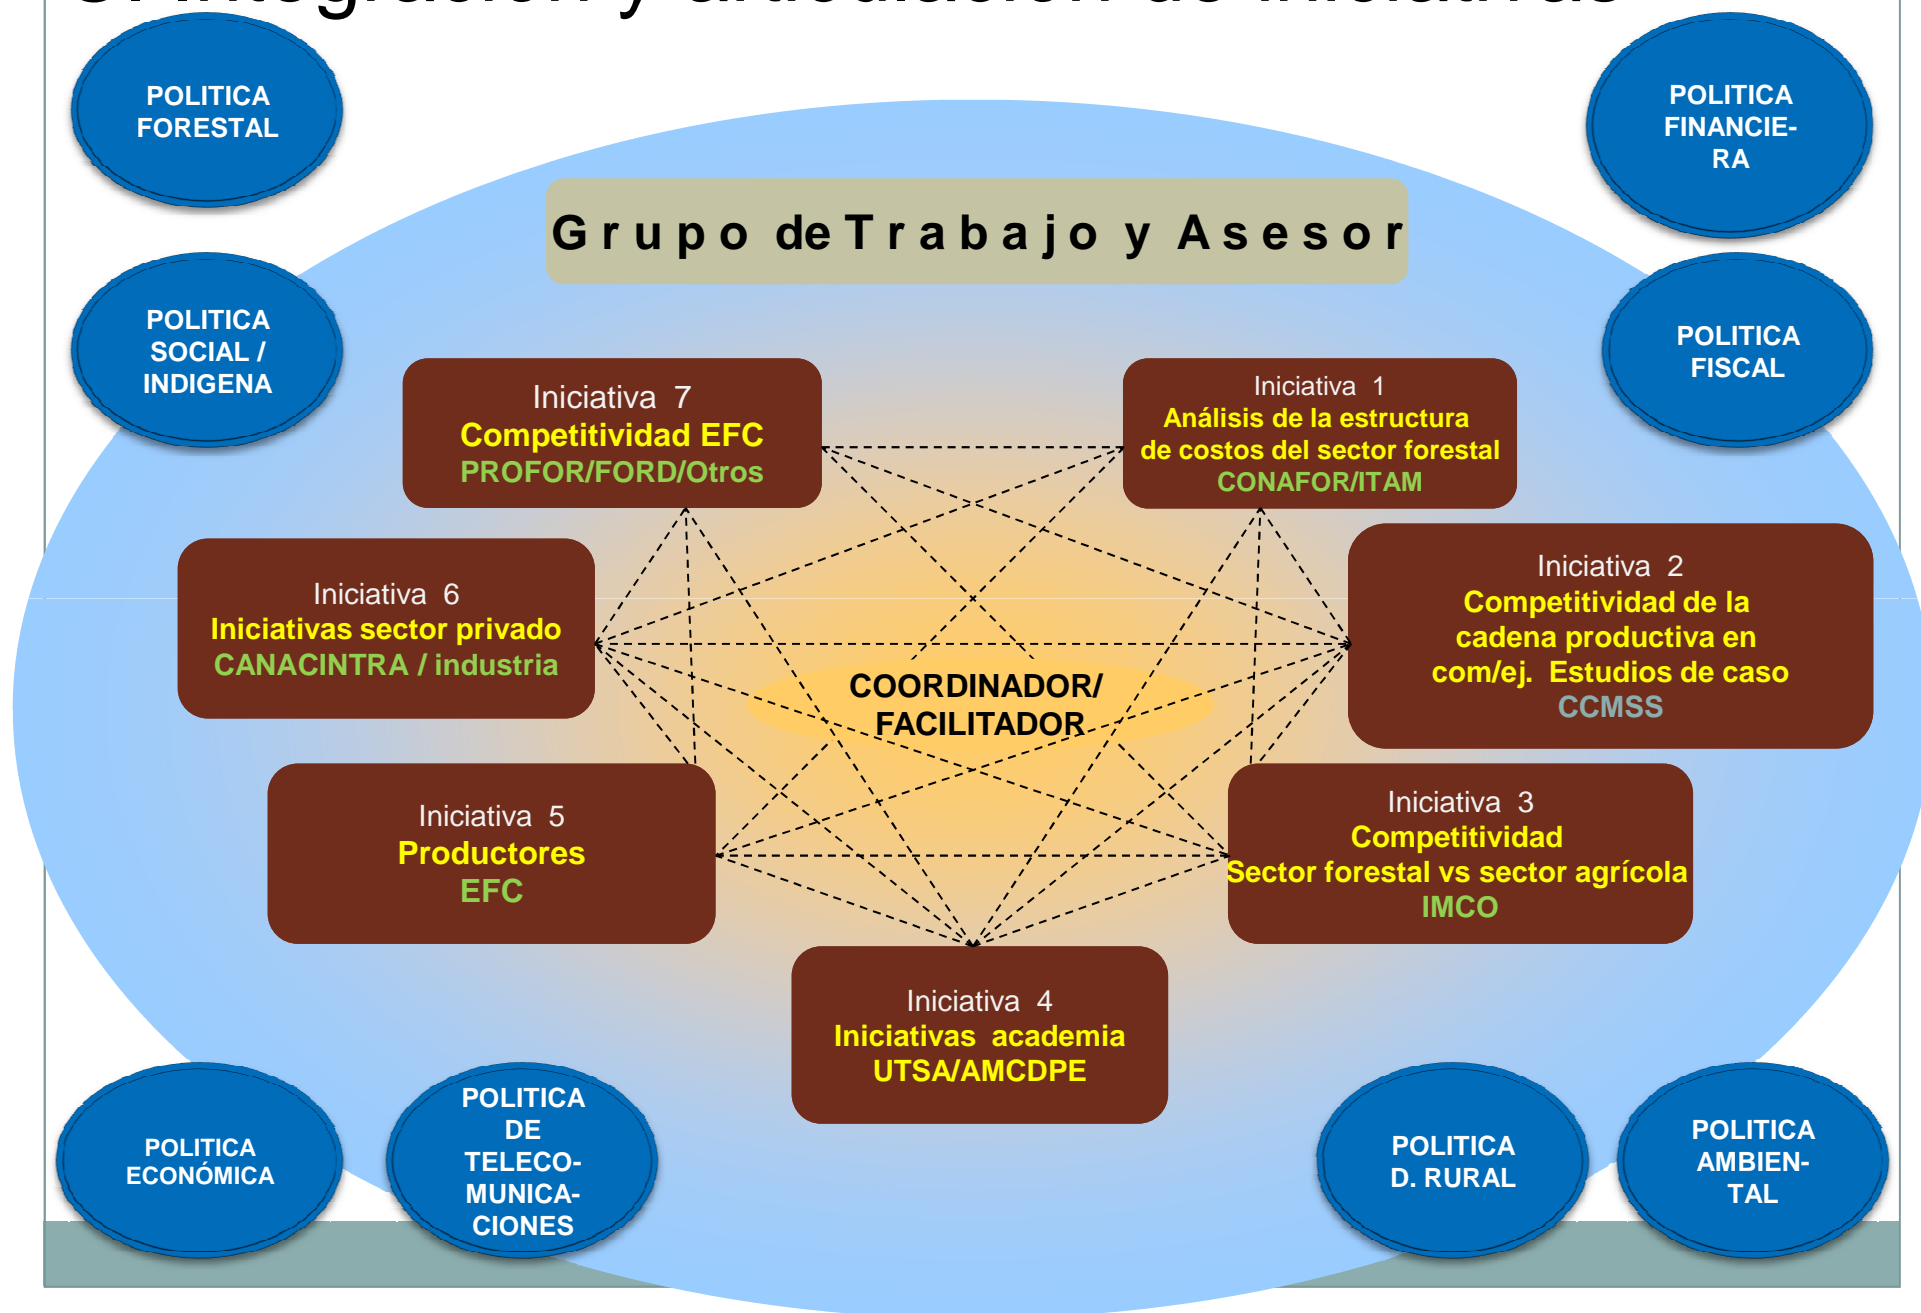 Integración y articulación de iniciativas
POLITICA
FORESTAL
POLITICA
FINANCIE-
RA
Grupo de Trabajo y Asesor
POLITICA
SOCIAL /
INDIGENA
POLITICA
FISCAL
Iniciativa 7
Competitividad EFC
PROFOR/FORD/Otros
Iniciativa 1
Análisis de la estructura
de costos del sector forestal
CONAFOR/ITAM
Iniciativa 6
Iniciativas sector privado
CANACINTRA / industria
Iniciativa 2
Competitividad de la
cadena productiva en
com/ej. Estudios de caso
CCMSS
COORDINADOR/
FACILITADOR
Iniciativa 5
Productores
EFC
Iniciativa 3
Competitividad
Sector forestal vs sector agrícola
IMCO
Iniciativa 4
Iniciativas academia
UTSA/AMCDPE
POLITICA
ECONÓMICA
POLITICA
DE
TELECO-
MUNICA-
CIONES
POLITICA
D. RURAL
POLITICA
AMBIEN-
TAL